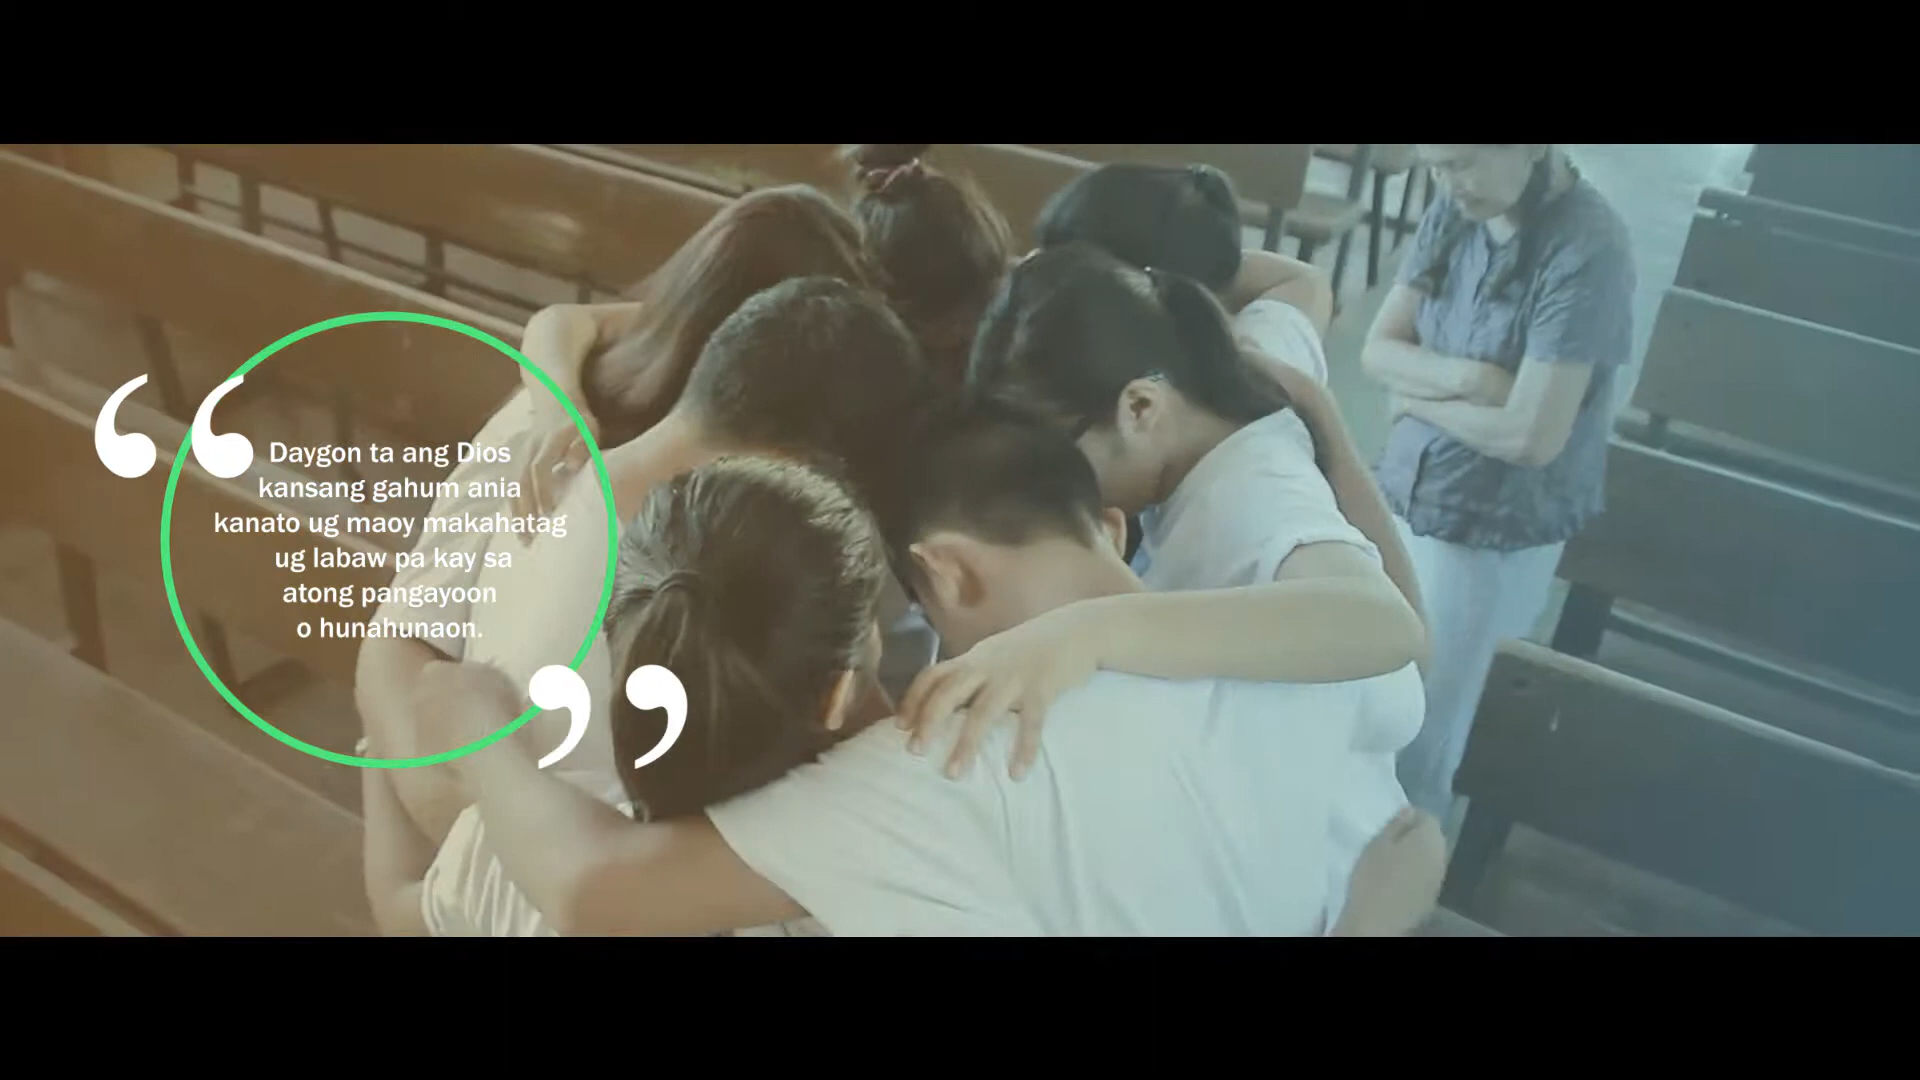 “Daygon ta ang Dios
kansang gahum ania
kanato ug maoy makahatag
ug labaw pa kay sa
atong pangayoon
o hunahunaon.”